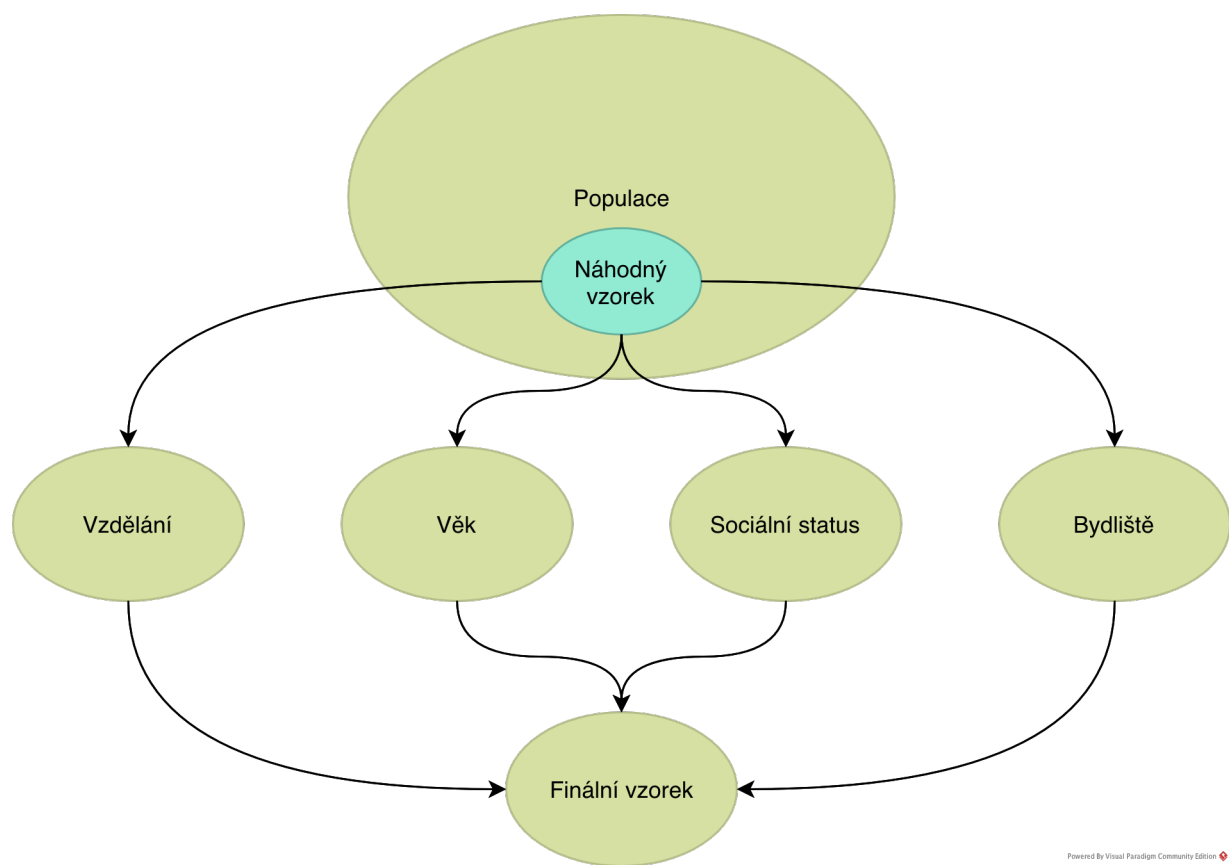 Populace
Náhodný
vzorek
Vzdělání
Věk
Sociální status
Bydliště
Finální vzorek
Powered By Visual Paradigm Community Edition